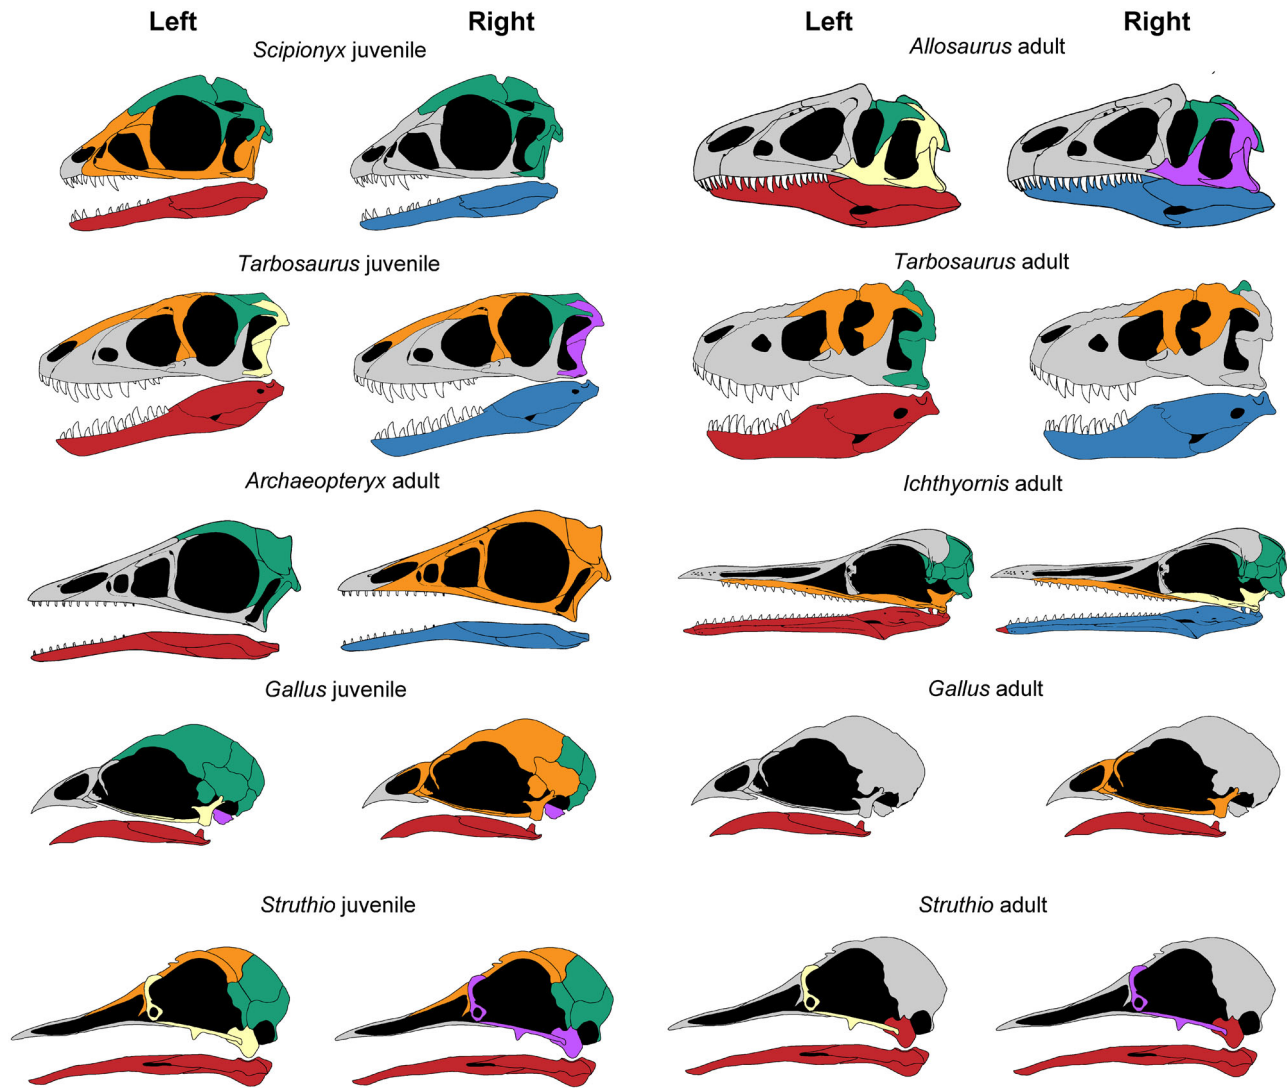 Left Right Left Right
Scipionyx juvenile Allosaurus adult
Tarbosaurus juvenile Tarbosaurus adult
Archaeopteryx adult Ichthyornis adult
Gallus juvenile Gallus adult
Struthio juvenile Struthio adult